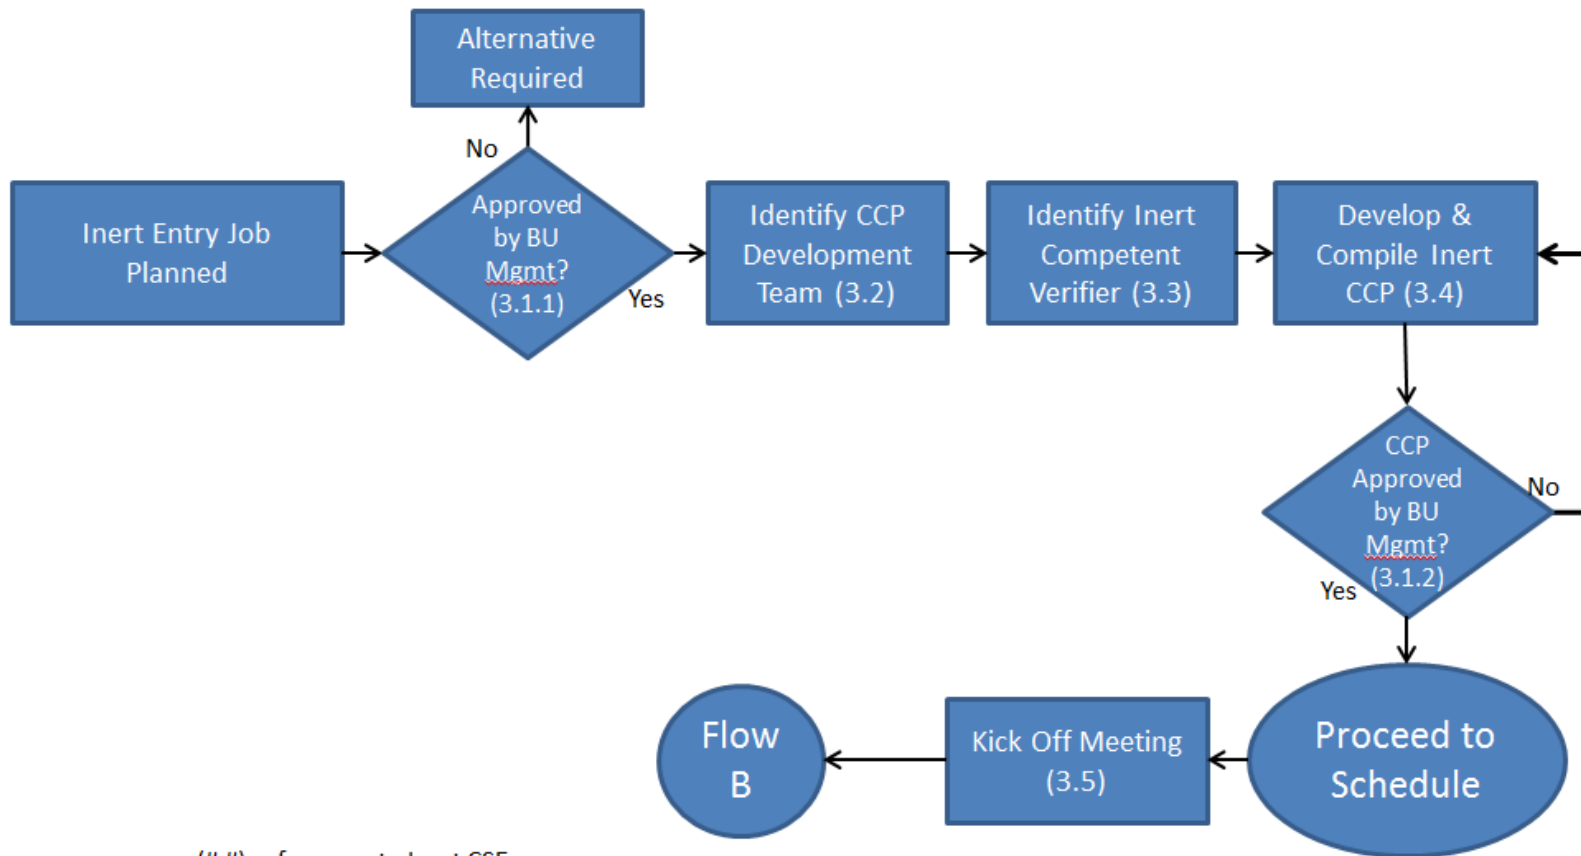 Alternative
Required
No
Inert Entry Job
Planned
Approved
by BU
Mgmt?
(3.1.1)
Yes
Identify CCP
Development
Team (3.2)
Identify Inert
Competent
Verifier (3.3)
Develop &
Compile Inert
CCP (3.4)
CCP
Approved
by BU
Mgmt?
(3.1.2)
No
Yes
Proceed to
Schedule
Kick Off Meeting
(3.5)
Flow
B